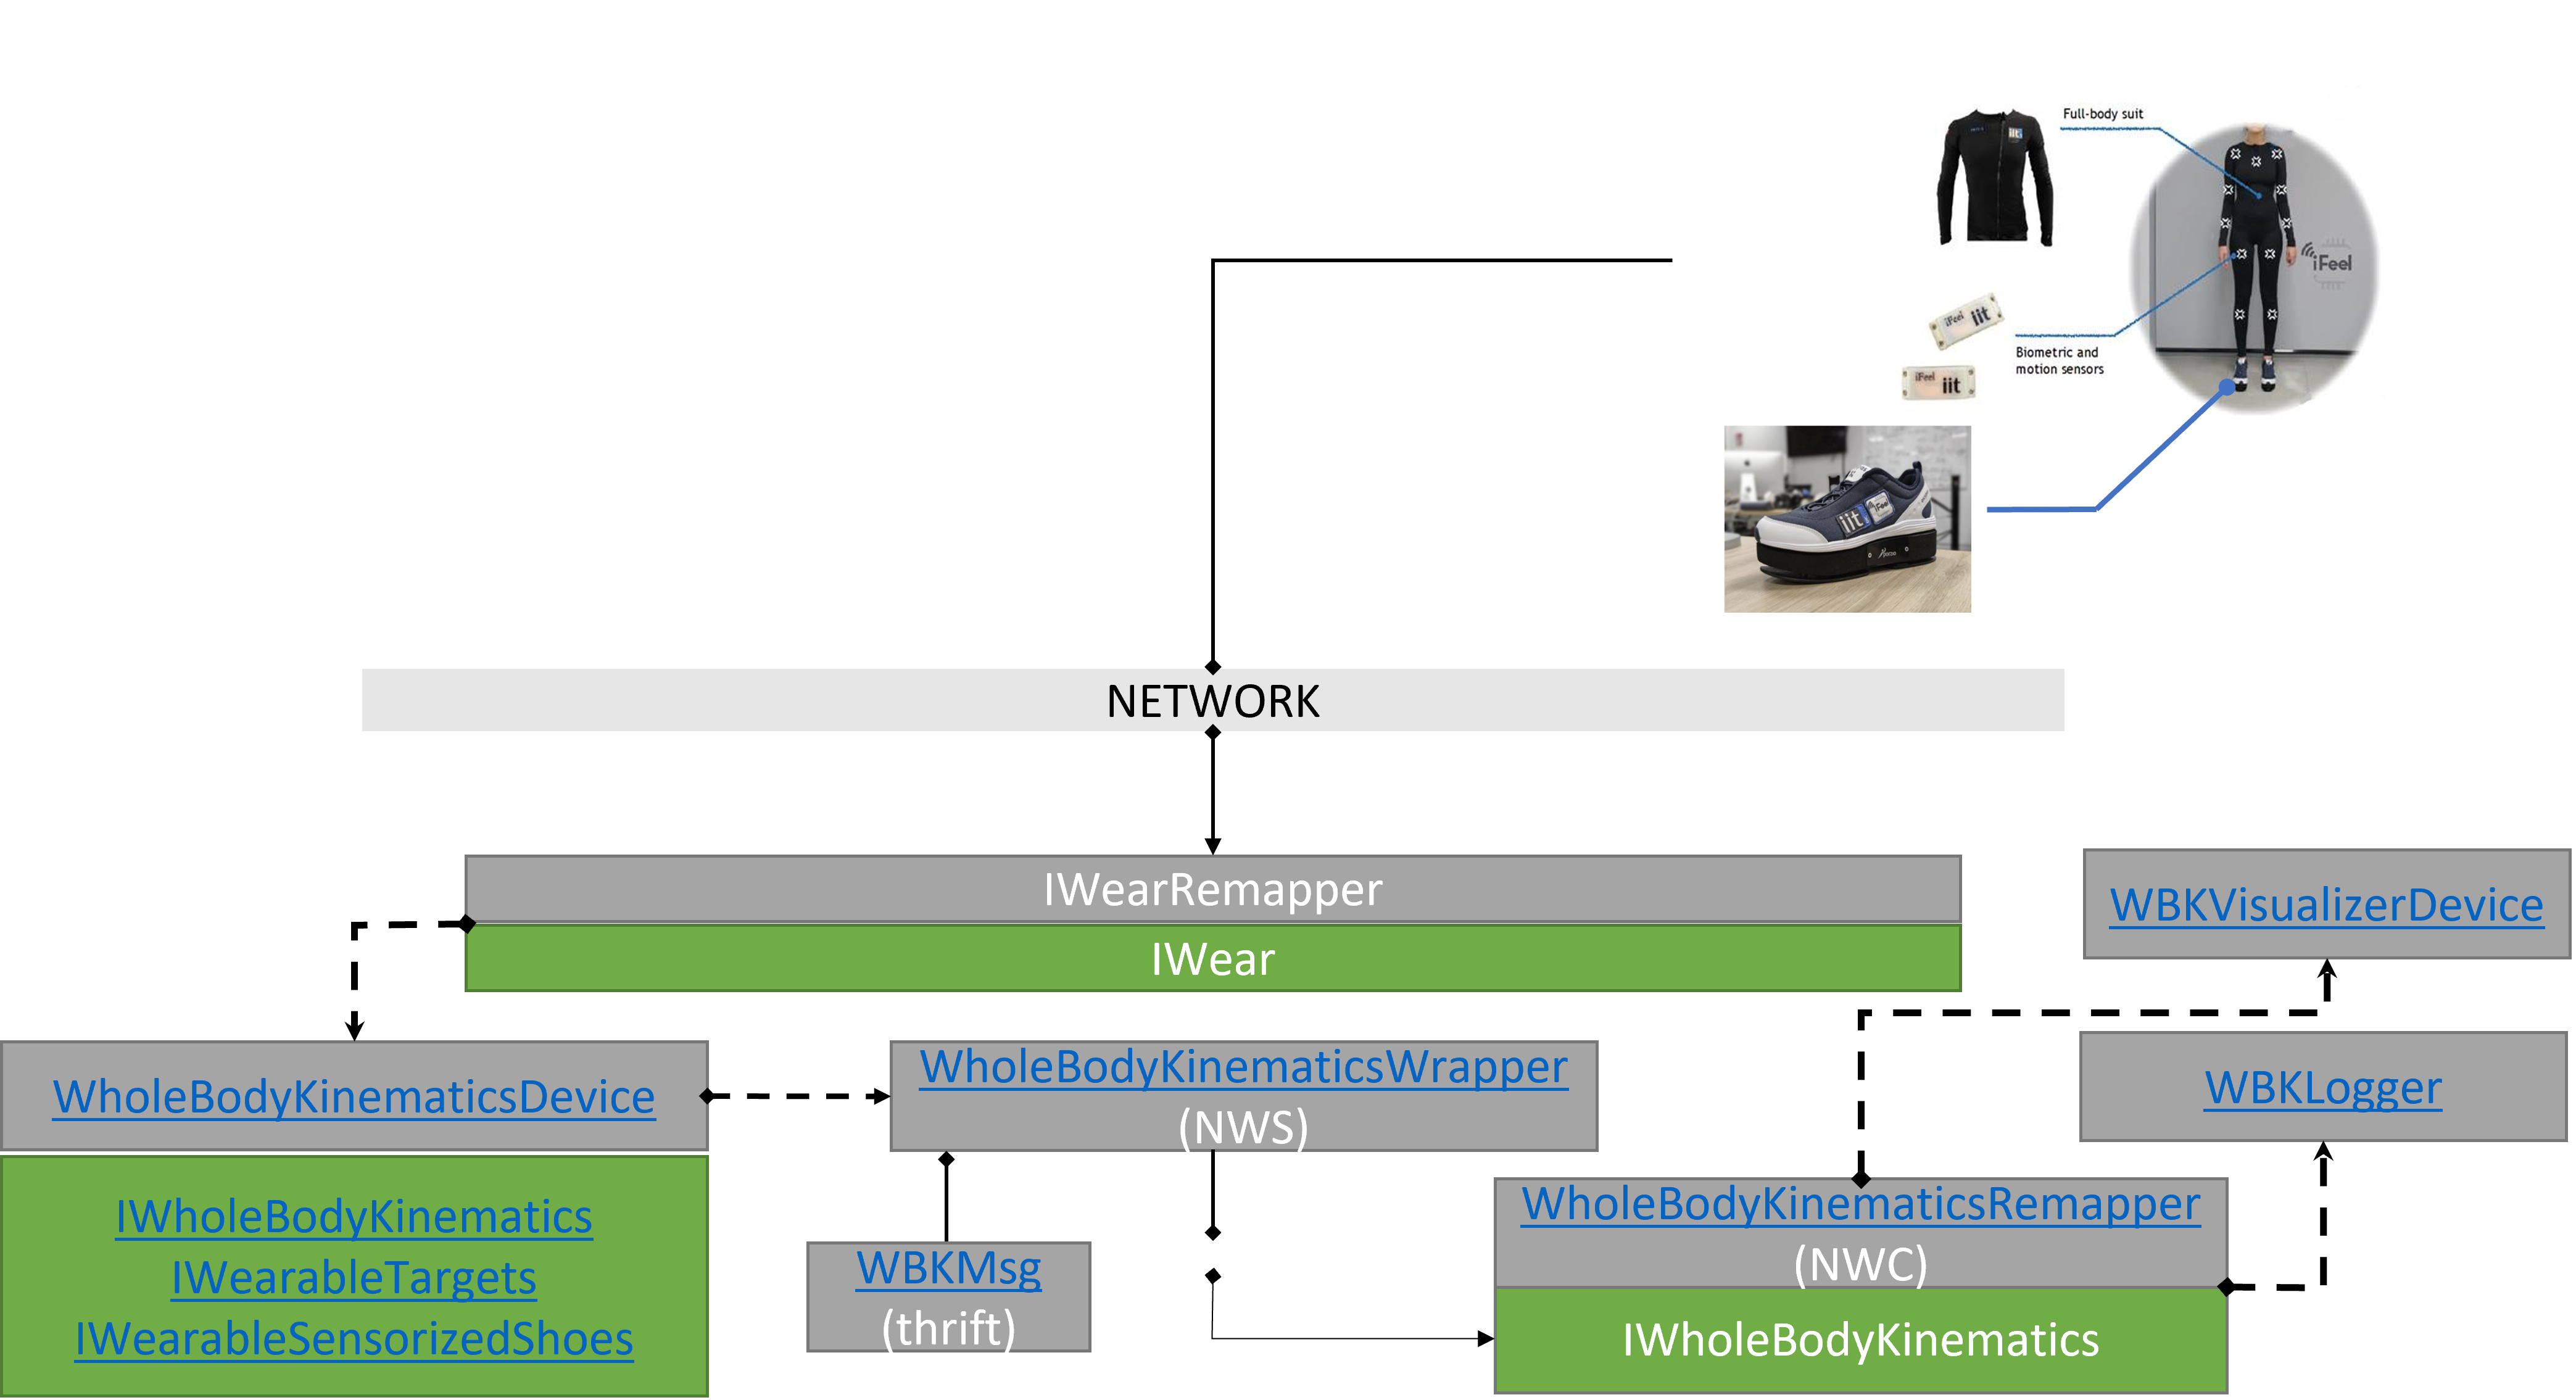 Full-body suit
iit
iFeel
iFeel iit
Biometric and
motion sensors
iFeel iit
iit iFeel
NETWORK
IWearRemapper
IWear
WBKVisualizerDevice
WholeBodyKinematicsDevice
WholeBodyKinematicsWrapper
(NWS)
WBKLogger
IWholeBodyKinematics
IWearableTargets
IWearableSensorizedShoes
WBKMsg
(thrift)
WholeBodyKinematicsRemapper
(NWC)
IWholeBodyKinematics